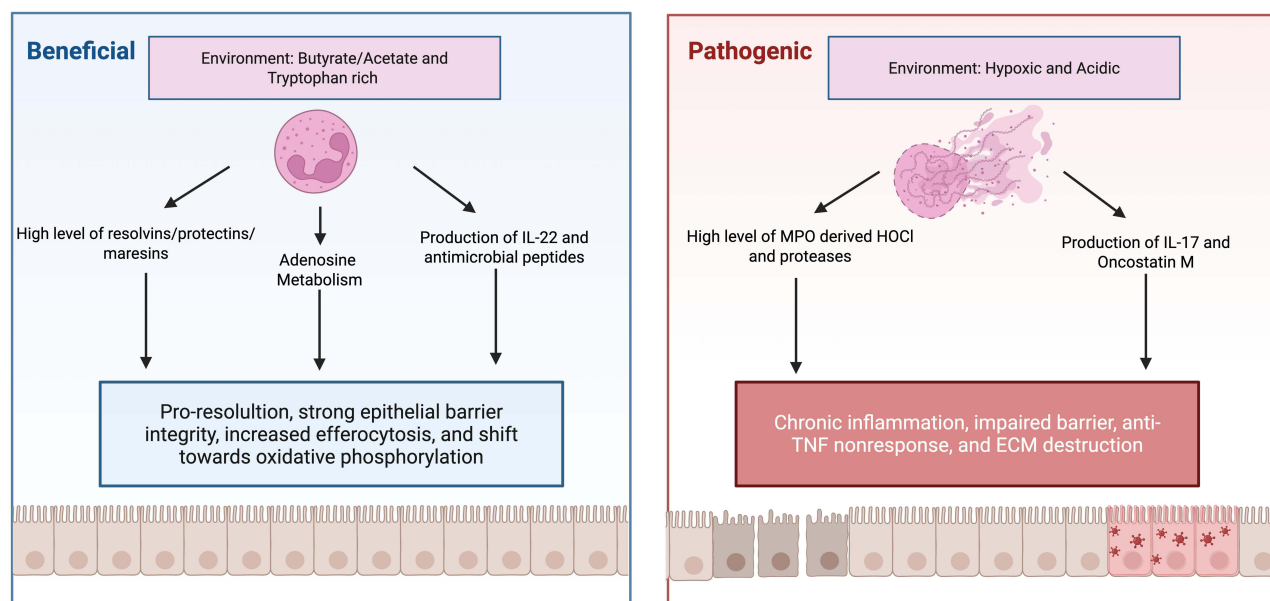 Beneficial
Environment: Butyrate/Acetate and
Tryptophan rich
High level of resolvins/protectins/
maresins
Adenosine
Metabolism
Production of IL-22 and
antimicrobial peptides
Pro-resolultion, strong epithelial barrier
integrity, increased efferocytosis, and shift
towards oxidative phosphorylation
Pathogenic
Environment: Hypoxic and Acidic
High level of MPO derived HOCl
and proteases
Production of IL-17 and
Oncostatin M
Chronic inflammation, impaired barrier, anti-
TNF nonresponse, and ECM destruction